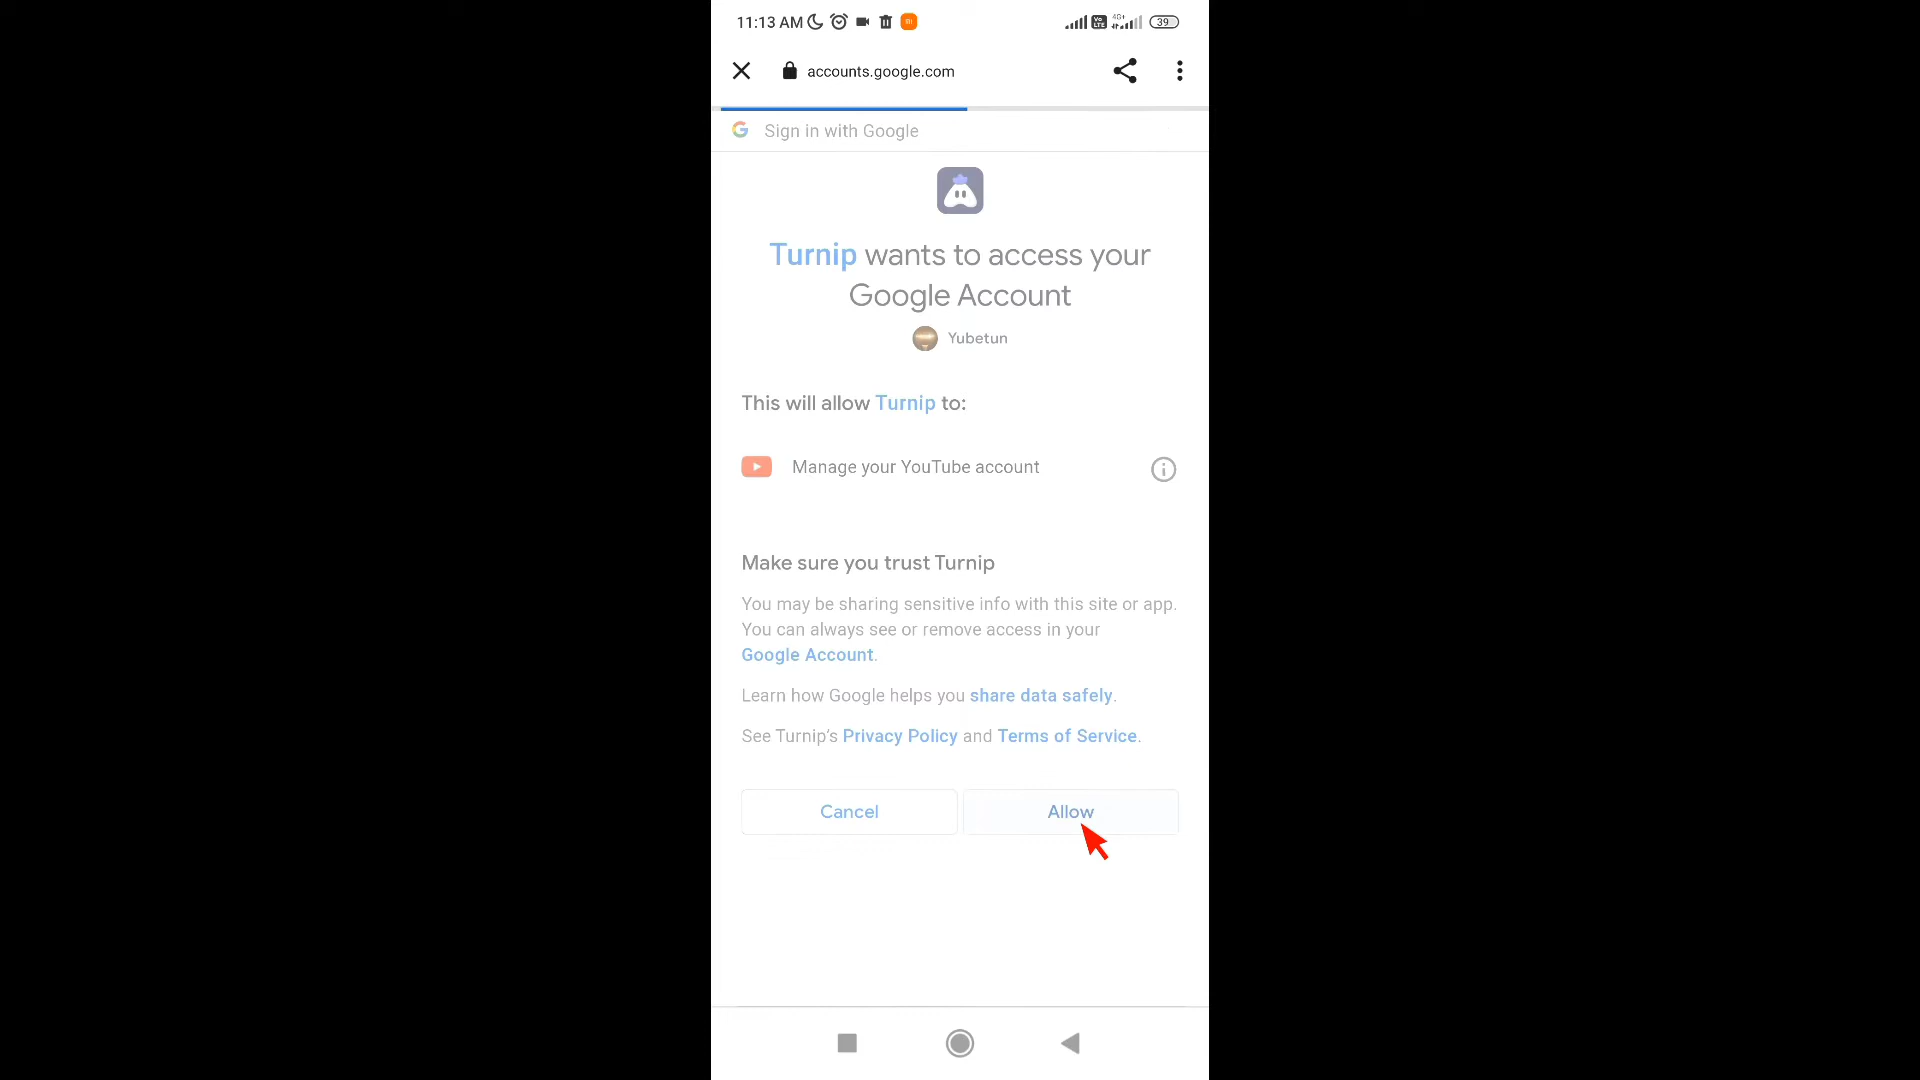 11:13 AM
39
accounts.google.com
Sign in with Google
Turnip wants to access your
Google Account
Yubetun
This will allow Turnip to:
Manage your YouTube account
Make sure you trust Turnip
You may be sharing sensitive info with this site or app.
You can always see or remove access in your
Google Account.
Learn how Google helps you share data safely.
See Turnip's Privacy Policy and Terms of Service.
Cancel
Allow